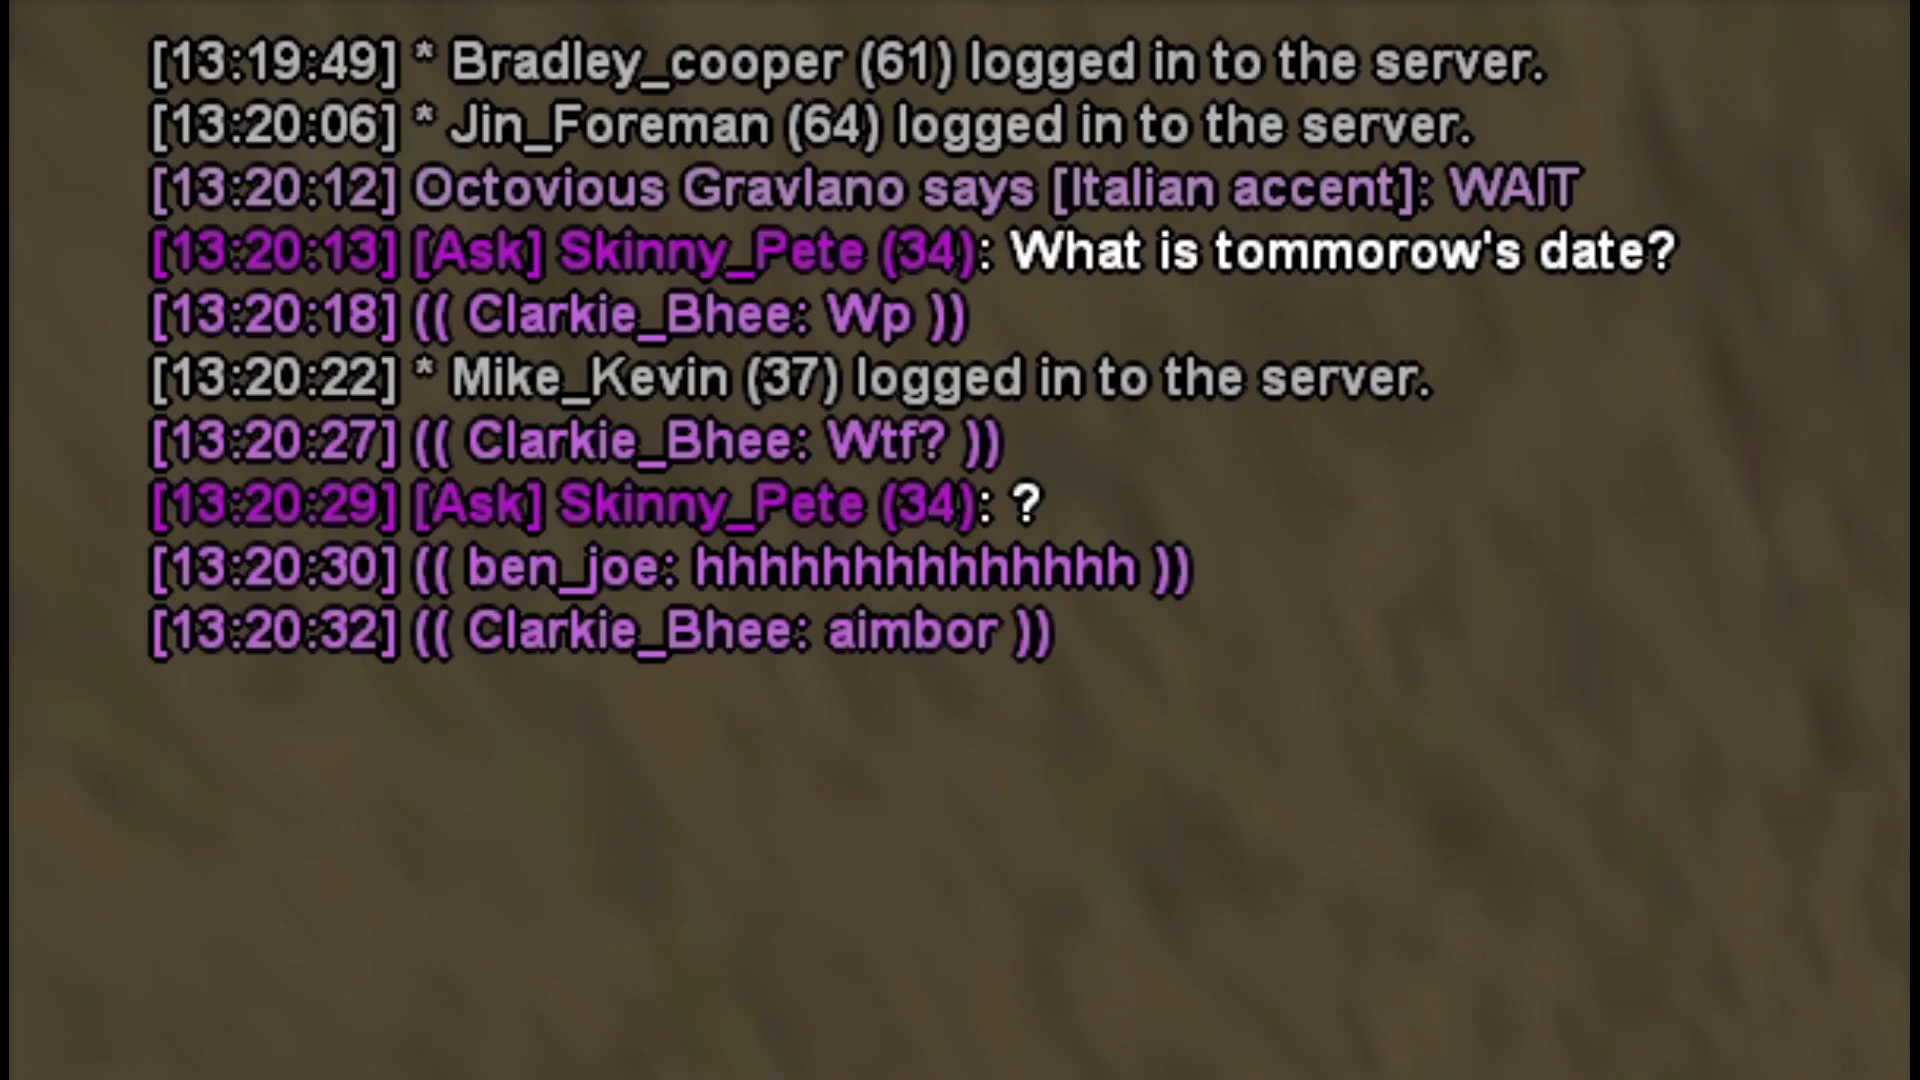 [13:19:49] * Bradley_cooper (61) logged in to the server.
[13:20:06] * Jin_Foreman (64) logged in to the server.
[13:20:12] Octovious Gravlano says [Italian accent]: WAIT
[13:20:13] [Ask] Skinny_Pete (34): What is tommorow's date?
[13:20:18] (( Clarkie_Bhee: Wp ))
[13:20:22] * Mike_Kevin (37) logged in to the server.
[13:20:27] (( Clarkie_Bhee: Wtf? ))
[13:20:29] [Ask] Skinny_Pete (34): ?
[13:20:30] (( ben_joe: hhhhhhhhhhhhhh ))
[13:20:32] (( Clarkie_Bhee: aimbor ))